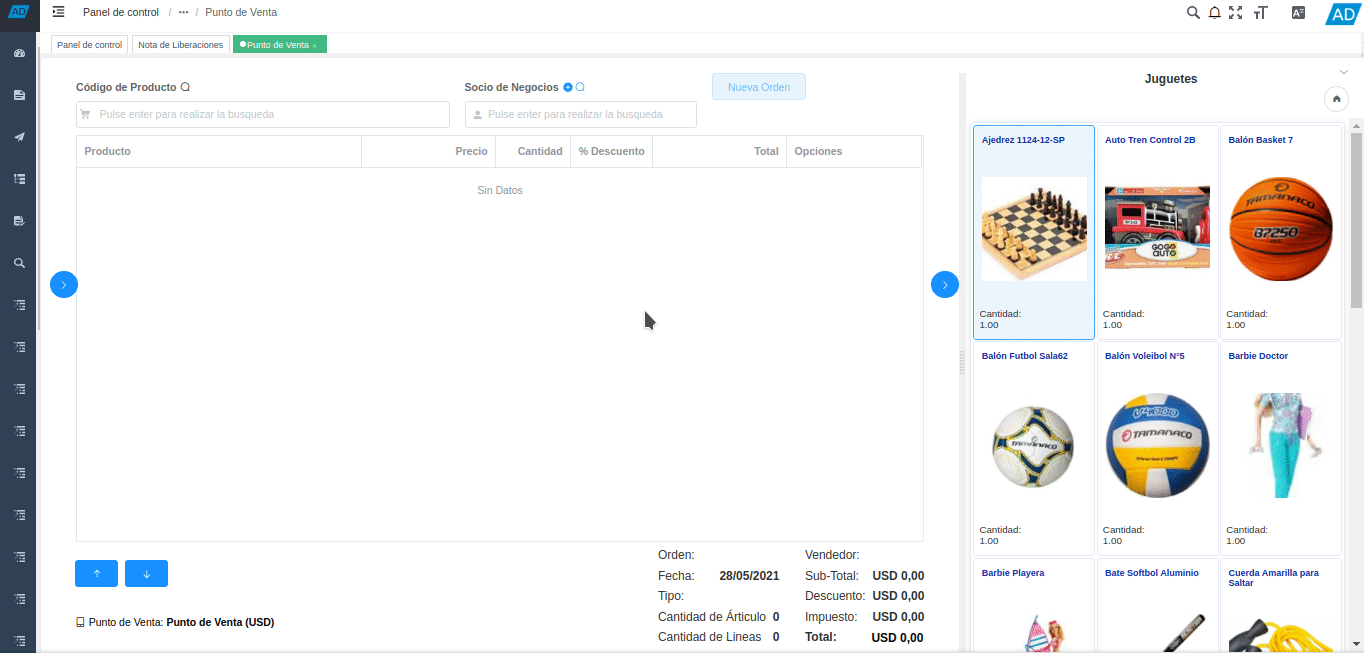 AD
Panel de control / ••• / Punto de Venta
AD
Panel de control
Nota de Liberaciones
Punto de Venta ×
Código de Producto
Pulse enter para realizar la busqueda
Socio de Negocios
Pulse enter para realizar la busqueda
Nueva Orden
Producto Precio Cantidad % Descuento Total Opciones
Sin Datos
Orden:
Fecha: 28/05/2021
Tipo:
Cantidad de Árticulo 0
Cantidad de Lineas 0
Vendedor:
Sub-Total: USD 0,00
Descuento: USD 0,00
Impuesto: USD 0,00
Total: USD 0,00
Punto de Venta: Punto de Venta (USD)
Juguetes
Ajedrez 1124-12-SP
Cantidad:
1.00
Auto Tren Control 2B
GOGO
AUTO
Cantidad:
1.00
Balón Basket 7
TAMANACO
B7250
Cantidad:
1.00
Balón Futbol Sala62
TAMANACO
Cantidad:
1.00
Balón Voleibol N°5
V4000
TAMANACO
Cantidad:
1.00
Barbie Doctor
Cantidad:
1.00
Barbie Playera
Bate Softbol Aluminio
Cuerda Amarilla para
Saltar